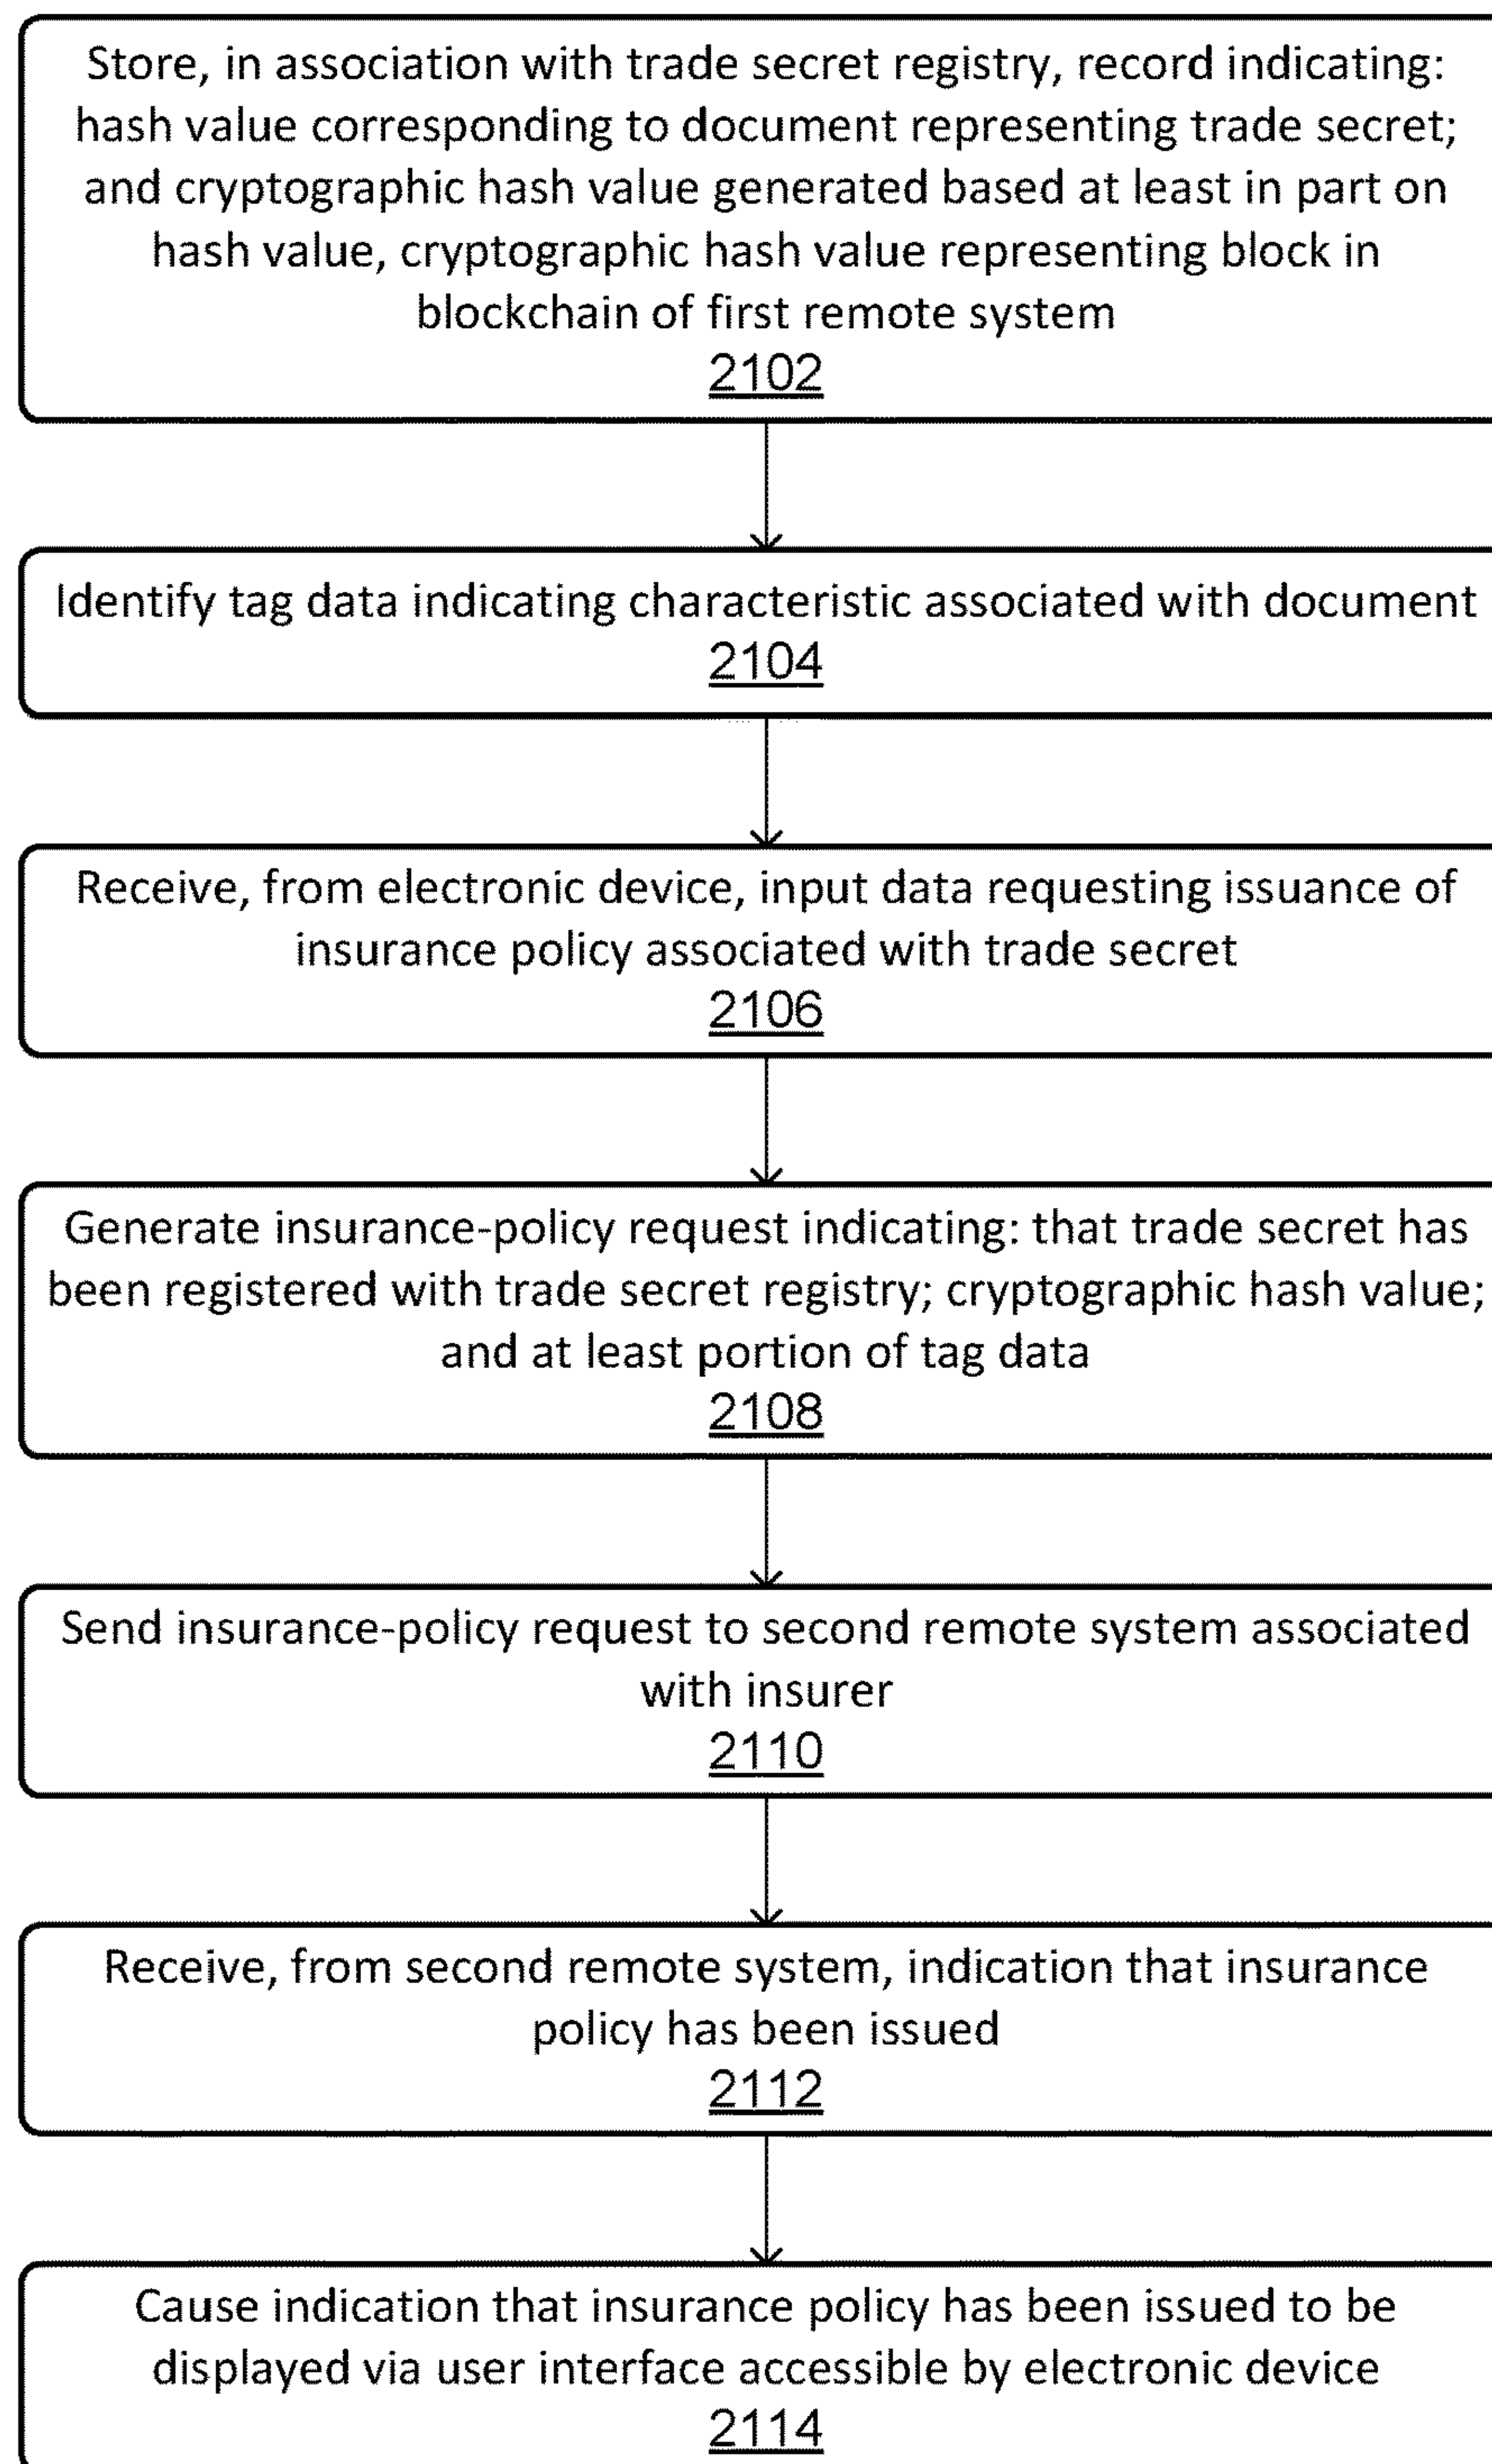 Store, in association with trade secret registry, record indicating:
hash value corresponding to document representing trade secret;
and cryptographic hash value generated based at least in part on
hash value, cryptographic hash value representing block in
blockchain of first remote system
2102
Identify tag data indicating characteristic associated with document
2104
Receive, from electronic device, input data requesting issuance of
insurance policy associated with trade secret
2106
Generate insurance-policy request indicating: that trade secret has
been registered with trade secret registry; cryptographic hash value;
and at least portion of tag data
2108
Send insurance-policy request to second remote system associated
with insurer
2110
Receive, from second remote system, indication that insurance
policy has been issued
2112
Cause indication that insurance policy has been issued to be
displayed via user interface accessible by electronic device
2114